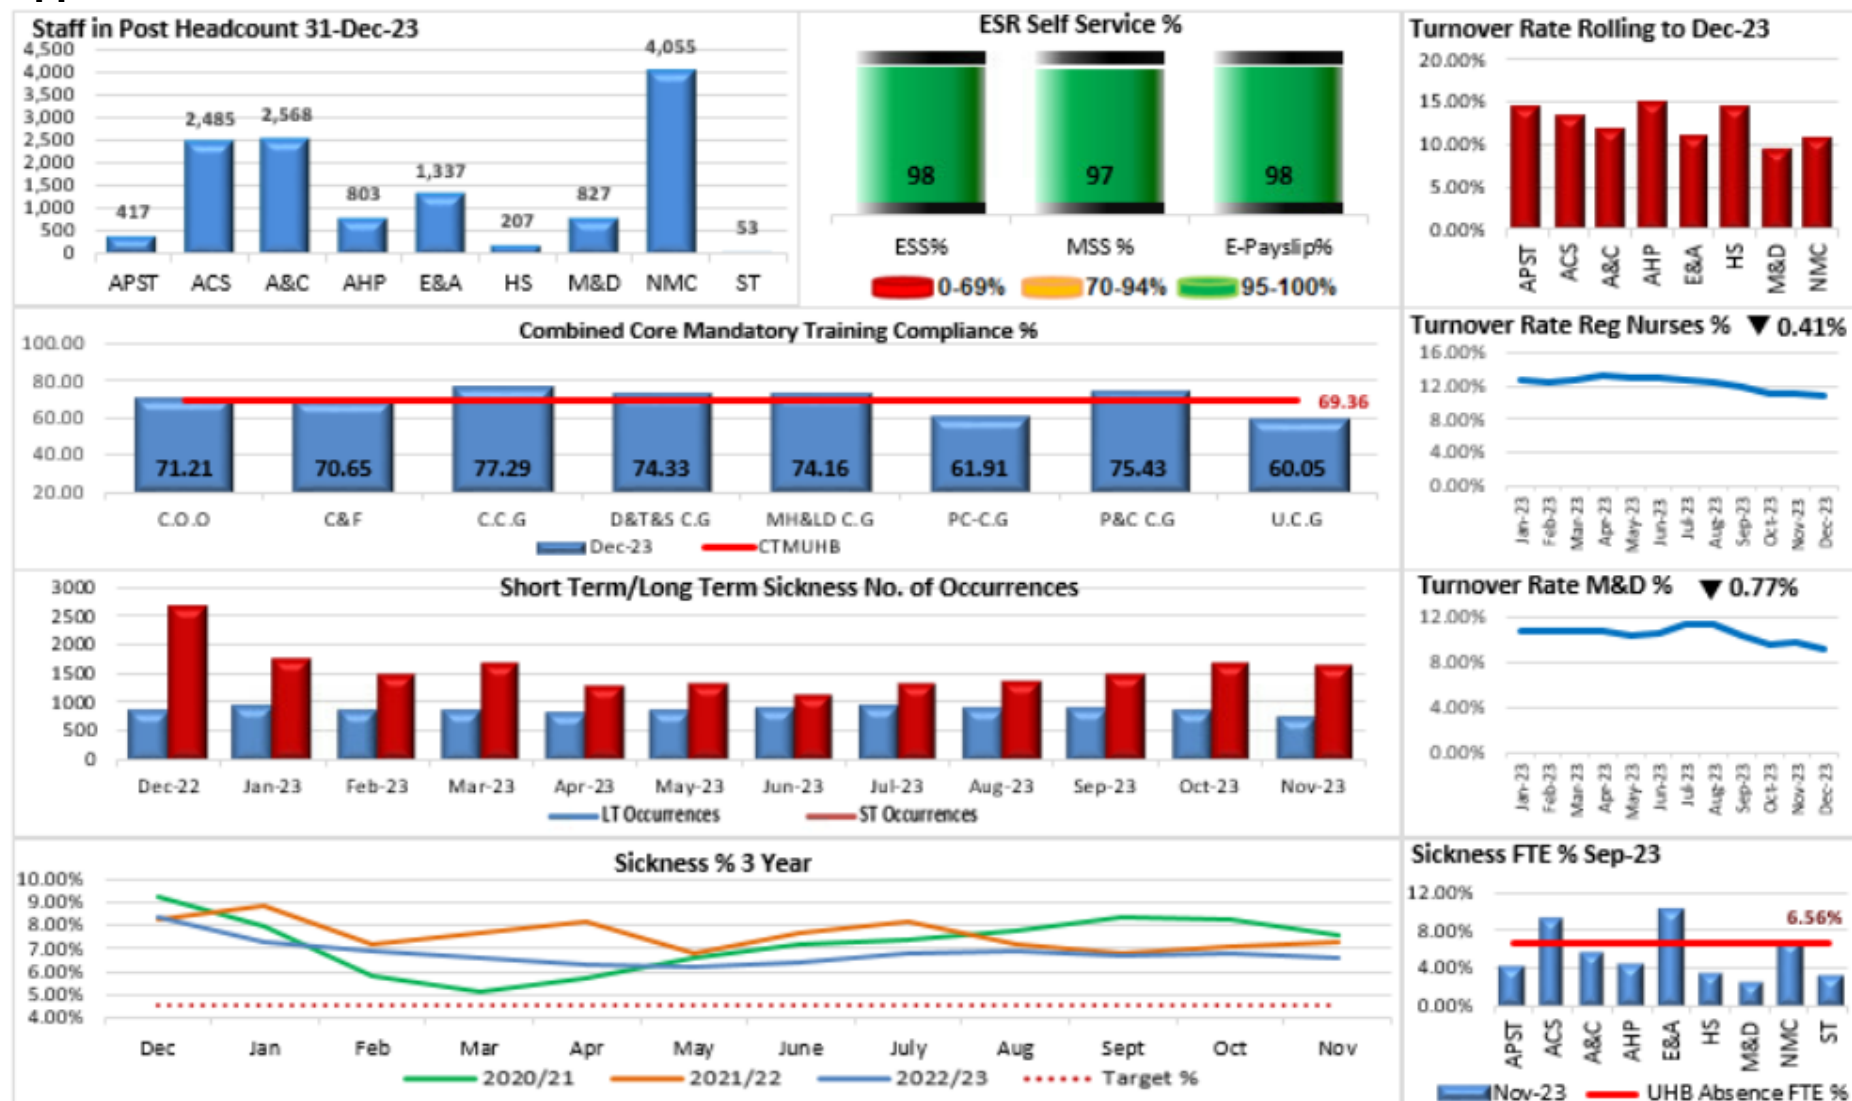 Staff in Post Headcount 31-Dec-23
4,500
4,000
3,500
3,000
2,500
2,000
1,500
1,000
500
0
417
2,485
2,568
803
1,337
207
827
4,055
53
APST ACS A&C AHP E&A HS M&D NMC ST
ESR Self Service %
98 97 98
ESS% MSS % E-Payslip%
0-69% 70-94% 95-100%
Turnover Rate Rolling to Dec-23
20.00%
15.00%
10.00%
5.00%
0.00%
APST ACS A&C AHP E&A HS M&D NMC
Combined Core Mandatory Training Compliance %
100.00
80.00
60.00
40.00
20.00
69.36
71.21 70.65 77.29 74.33 74.16 61.91 75.43 60.05
C.O.O C&F C.C.G D&T&S C.G MH&LD C.G PC-C.G P&C C.G U.C.G
Dec-23 CTMUHB
Turnover Rate Reg Nurses % ▼ 0.41%
16.00%
12.00%
8.00%
4.00%
0.00%
Jan-23 Feb-23 Mar-23 Apr-23 May-23 Jun-23 Jul-23 Aug-23 Sep-23 Oct-23 Nov-23 Dec-23
Short Term/Long Term Sickness No. of Occurrences
3000
2500
2000
1500
1000
500
0
Dec-22 Jan-23 Feb-23 Mar-23 Apr-23 May-23 Jun-23 Jul-23 Aug-23 Sep-23 Oct-23 Nov-23
LT Occurrences ST Occurrences
Turnover Rate M&D % ▼ 0.77%
12.00%
8.00%
4.00%
0.00%
Jan-23 Feb-23 Mar-23 Apr-23 May-23 Jun-23 Jul-23 Aug-23 Sep-23 Oct-23 Nov-23 Dec-23
Sickness % 3 Year
10.00%
9.00%
8.00%
7.00%
6.00%
5.00%
4.00%
Dec Jan Feb Mar Apr May June July Aug Sept Oct Nov
2020/21 2021/22 2022/23 Target %
Sickness FTE % Sep-23
12.00%
8.00%
4.00%
0.00%
6.56%
APST ACS A&C AHP E&A HS M&D NMC ST
Nov-23 UHB Absence FTE %